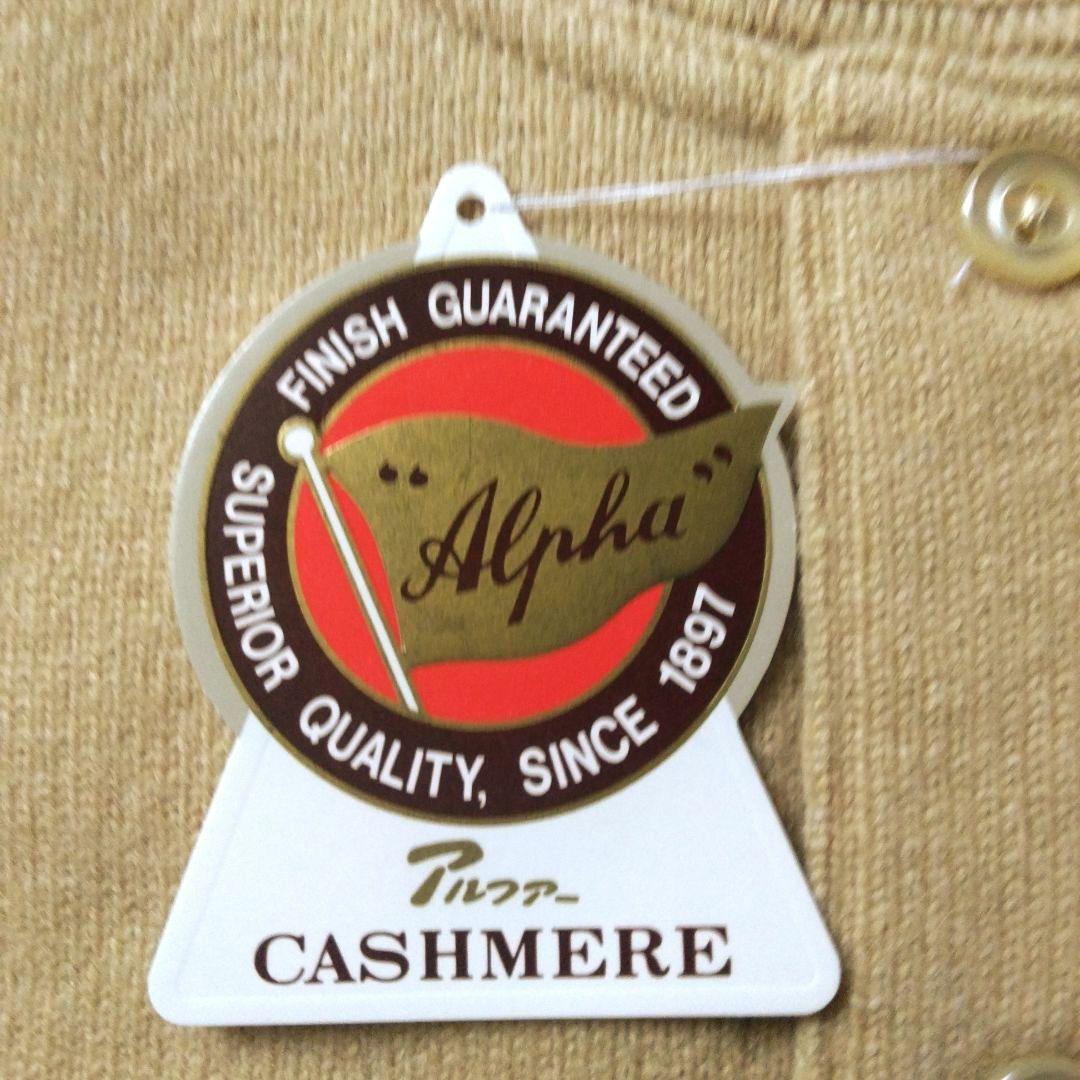 FINISH GUARANTEED
"Alpha"
SUPERIOR QUALITY, SINCE 1897
アルファー
CASHMERE